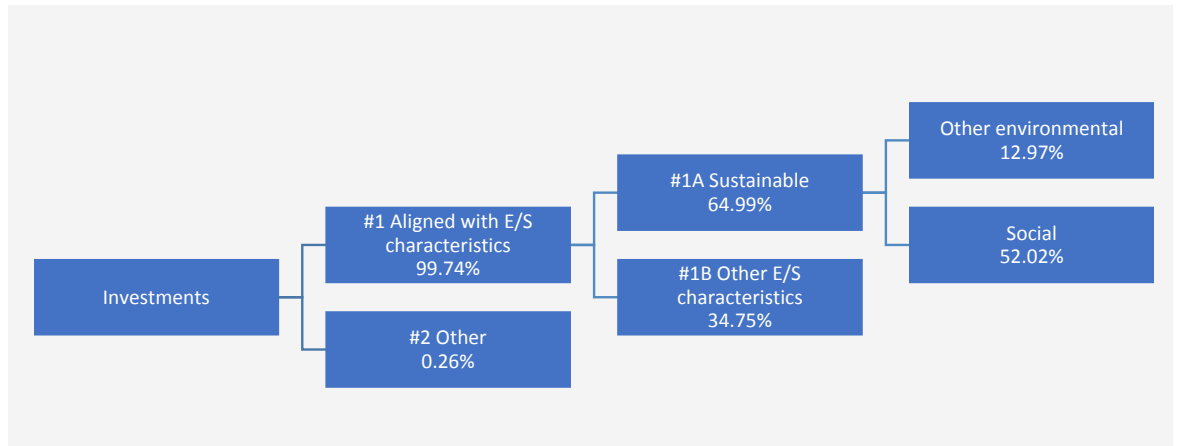 Investments
#1 Aligned with E/S
characteristics
99.74%
#2 Other
0.26%
#1A Sustainable
64.99%
#1B Other E/S
characteristics
34.75%
Other environmental
12.97%
Social
52.02%